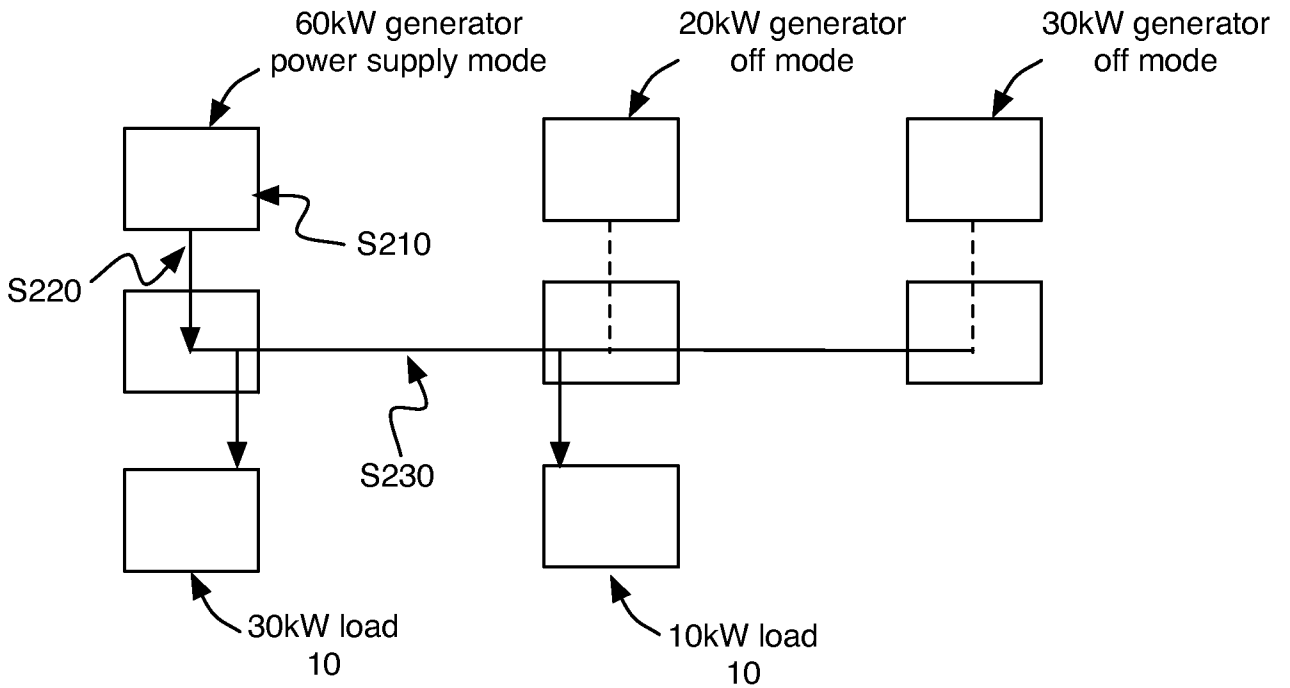 60kW generator
power supply mode
20kW generator
off mode
30kW generator
off mode
S210
S220
S230
30kW load
10
10kW load
10